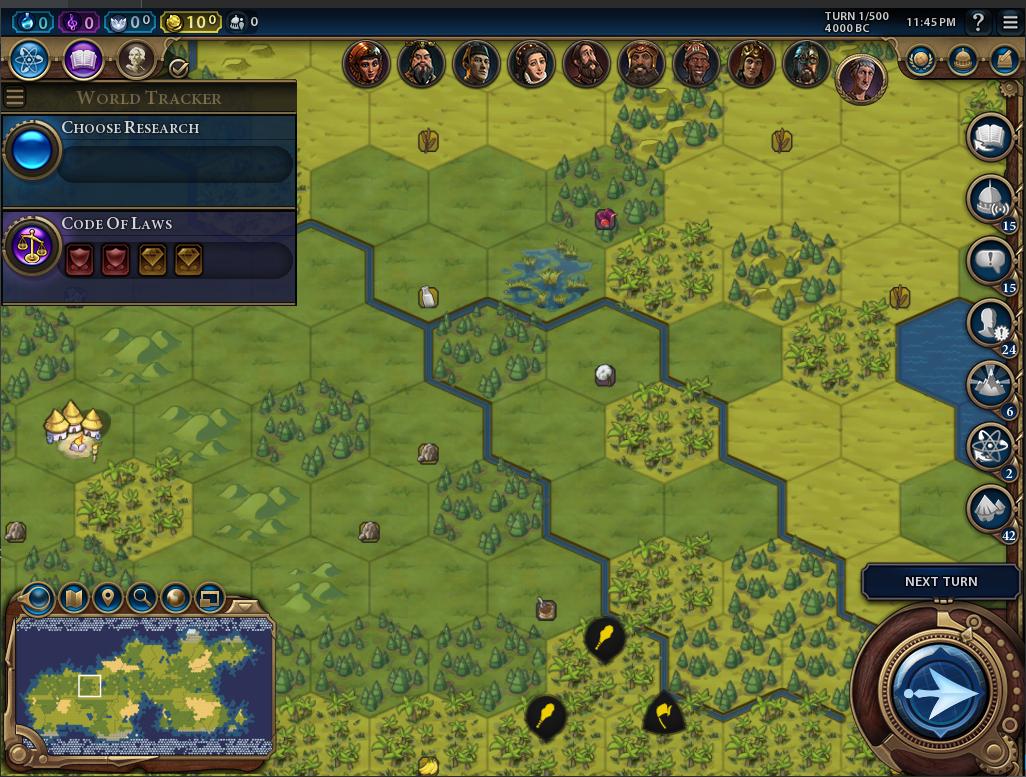 0 0 0 0 10 0 0
TURN 1/500
4000 BC
11:45 PM ?
WORLD TRACKER
CHOOSE RESEARCH
CODE OF LAWS
15
15
24
6
2
42
NEXT TURN